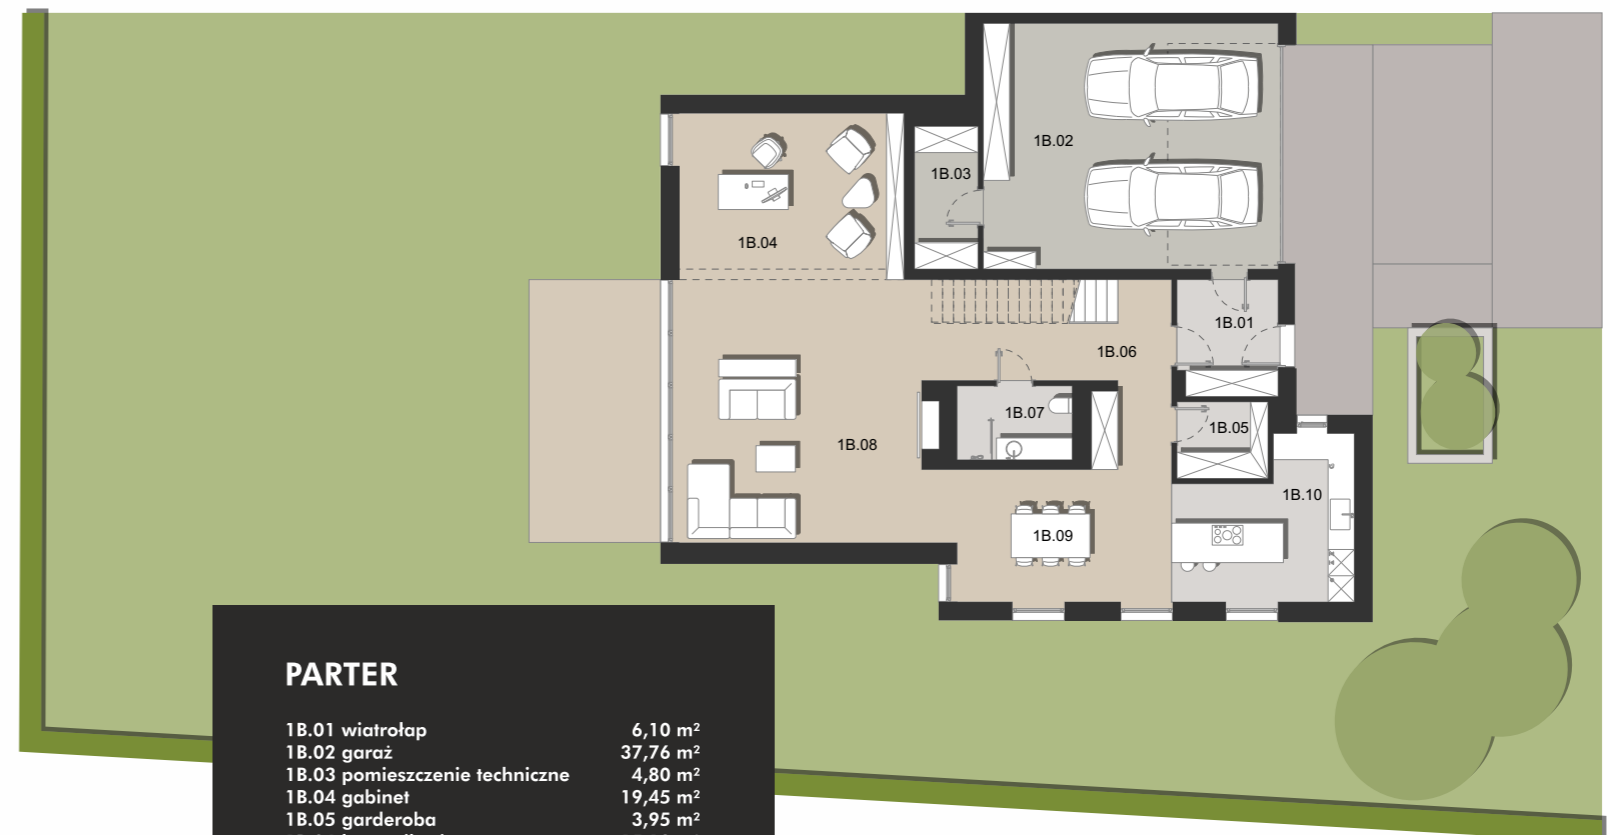 1B.02
1B.03
1B.04
1B.01
1B.06
1B.07
1B.05
1B.08
1B.10
1B.09
PARTER
1B.01 wiatrołap 6,10 m²
1B.02 garaż 37,76 m²
1B.03 pomieszczenie techniczne 4,80 m²
1B.04 gabinet 19,45 m²
1B.05 garderoba 3,95 m²